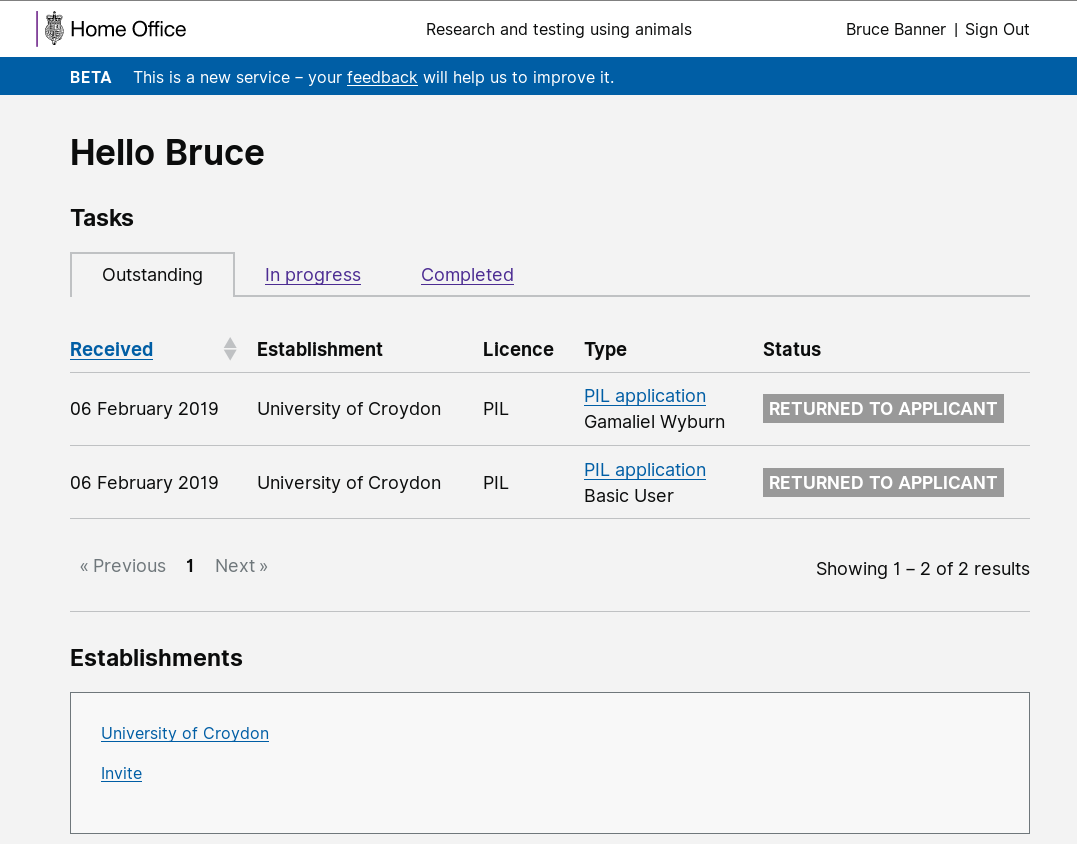 Home Office
Research and testing using animals
Bruce Banner | Sign Out
BETA This is a new service – your feedback will help us to improve it.
Hello Bruce
Tasks
Outstanding In progress Completed
Received Establishment Licence Type Status
06 February 2019 University of Croydon PIL PIL application Gamaliel Wyburn RETURNED TO APPLICANT
06 February 2019 University of Croydon PIL PIL application Basic User RETURNED TO APPLICANT
« Previous 1 Next »
Showing 1 – 2 of 2 results
Establishments
University of Croydon
Invite